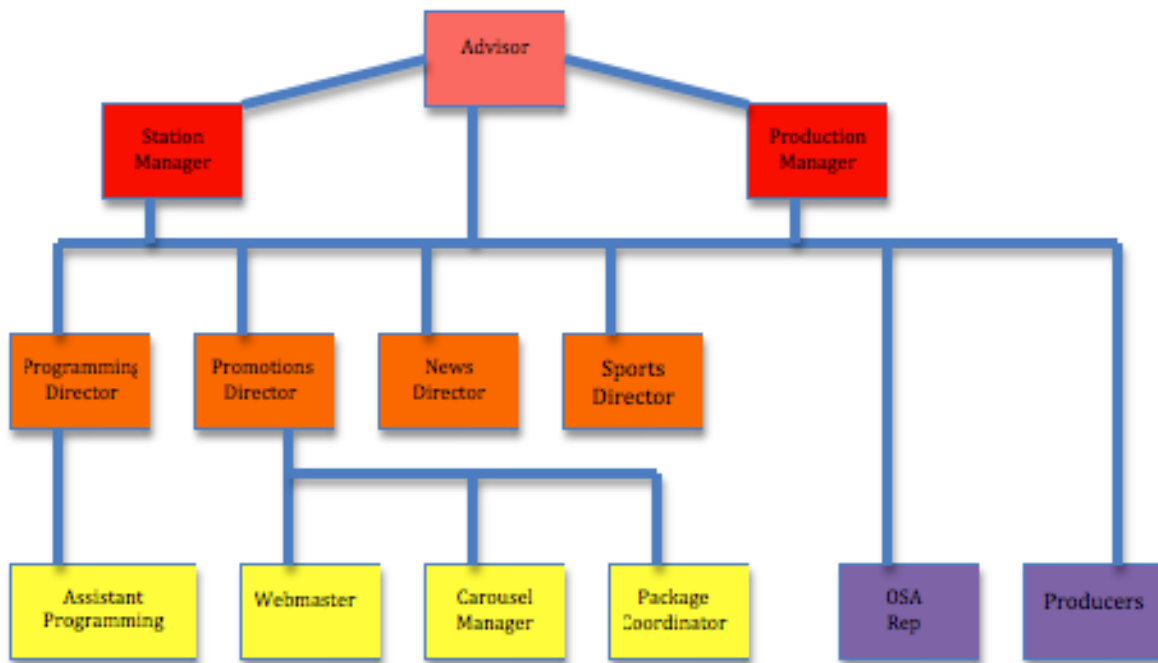 Advisor
Station
Manager
Production
Manager
Programming
Director
Promotions
Director
News
Director
Sports
Director
Assistant
Programming
Webmaster
Carousel
Manager
Package
Coordinator
OSA
Rep
Producers